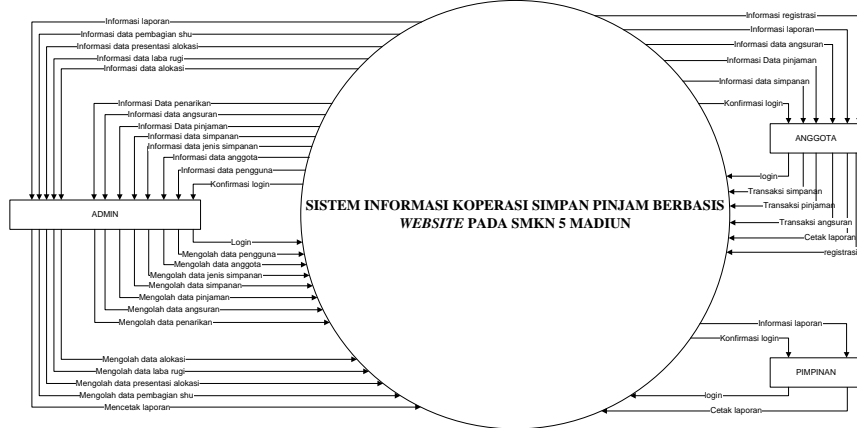 Informasi laporan
Informasi data pembagian shu
Informasi data presentasi alokasi
Informasi data laba rugi
Informasi data alokasi
Informasi Data penarikan
Informasi data angsuran
Informasi Data pinjaman
Informasi data simpanan
Informasi data jenis simpanan
Informasi data anggota
Informasi data pengguna
Konfirmasi login
ADMIN
Login
Mengolah data pengguna
Mengolah data anggota
Mengolah data jenis simpanan
Mengolah data simpanan
Mengolah data pinjaman
Mengolah data angsuran
Mengolah data penarikan
Mengolah data alokasi
Mengolah data laba rugi
Mengolah data presentasi alokasi
Mengolah data pembagian shu
Mencetak laporan
SISTEM INFORMASI KOPERASI SIMPAN PINJAM BERBASIS
WEBSITE PADA SMKN 5 MADIUN
Informasi registrasi
Informasi laporan
Informasi data angsuran
Informasi Data pinjaman
Informasi data simpanan
Konfirmasi login
ANGGOTA
login
Transaksi simpanan
Transaksi pinjaman
Transaksi angsuran
Cetak laporan
registrasi
Informasi laporan
Konfirmasi login
PIMPINAN
login
Cetak laporan